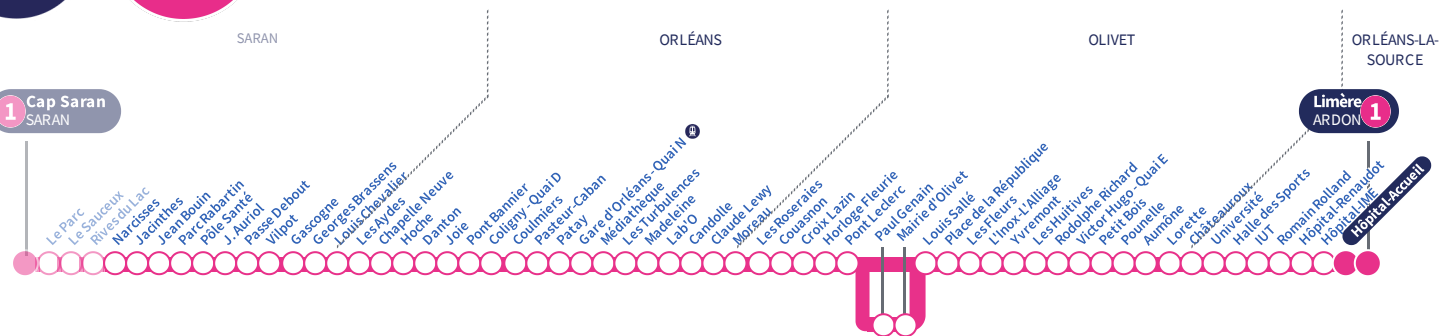 SARAN
ORLÉANS
OLIVET
ORLÉANS-LA-
SOURCE
1
Cap Saran
SARAN
Limère
ARDON
1
Le Parc
Le Sauceux
Rives du Lac
Narcisses
Jacinthes
Jean Bouin
Parc Rabartin
Pôle Santé
J. Auriol
Passe Debout
Vilpot
Gascogne
Georges Brassens
Louis Chevalier
Les Aydes
Chapelle Neuve
Hoche
Danton
Joie
Pont Bannier
Coligny - Quai D
Coulmiers
Pasteur-Caban
Patay
Gare d'Orléans - Quai N
Médiathèque
Les Turbulences
Madeleine
Lab'O
Candolle
Claude Lewy
Moreau
Les Roseraies
Couasnon
Croix Lazin
Horloge Fleurie
Pont Leclerc
Paul Genain
Mairie d'Olivet
Louis Sallé
Place de la République
Les Fleurs
L'Inox-L'Alliage
Yvremont
Les Huitives
Rodolphe Richard
Victor Hugo - Quai E
Petit Bois
Pounelle
Aumône
Lorette
Châteauroux
Université
Halle des Sports
IUT
Romain Rolland
Hôpital-Renaudot
Hôpital-IME
Hôpital-Accueil